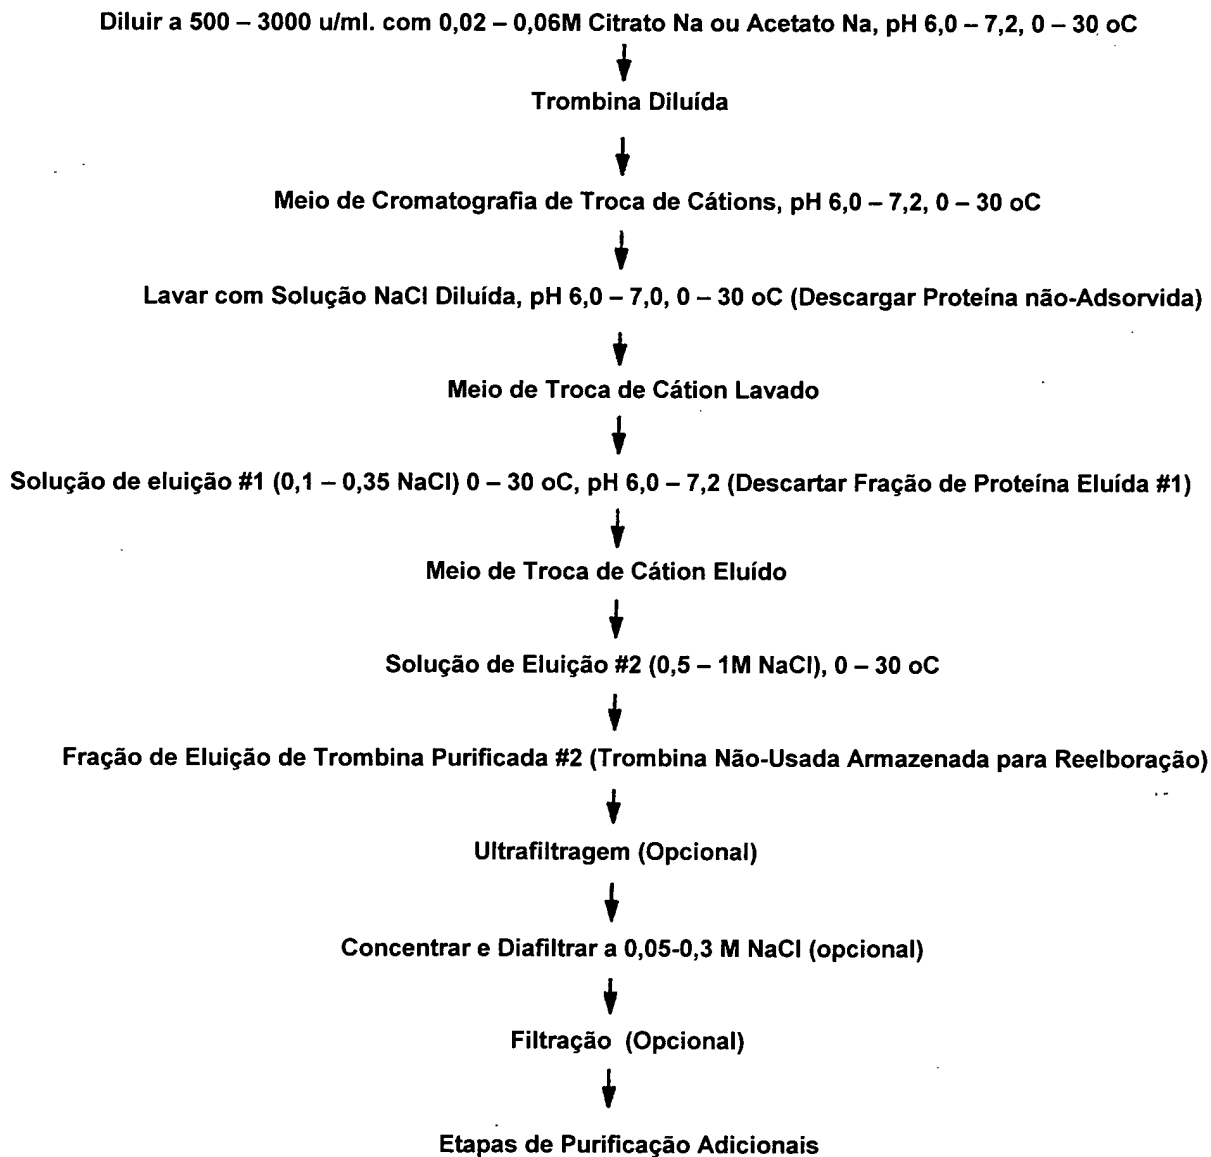 Diluir a 500 – 3000 u/ml. com 0,02 – 0,06M Citrato Na ou Acetato Na, pH 6,0 – 7,2, 0 – 30 oC
Trombina Diluída
Meio de Cromatografia de Troca de Cátions, pH 6,0 – 7,2, 0 – 30 oC
Lavar com Solução NaCl Diluída, pH 6,0 – 7,0, 0 – 30 oC (Descargar Proteína não-Adsorvida)
Meio de Troca de Cátion Lavado
Solução de eluição #1 (0,1 – 0,35 NaCl) 0 – 30 oC, pH 6,0 – 7,2 (Descartar Fração de Proteína Eluída #1)
Meio de Troca de Cátion Eluído
Solução de Eluição #2 (0,5 – 1M NaCl), 0 – 30 oC
Fração de Eluição de Trombina Purificada #2 (Trombina Não-Usada Armazenada para Reelboração)
Ultrafiltragem (Opcional)
Concentrar e Diafiltrar a 0,05-0,3 M NaCl (opcional)
Filtração (Opcional)
Etapas de Purificação Adicionais